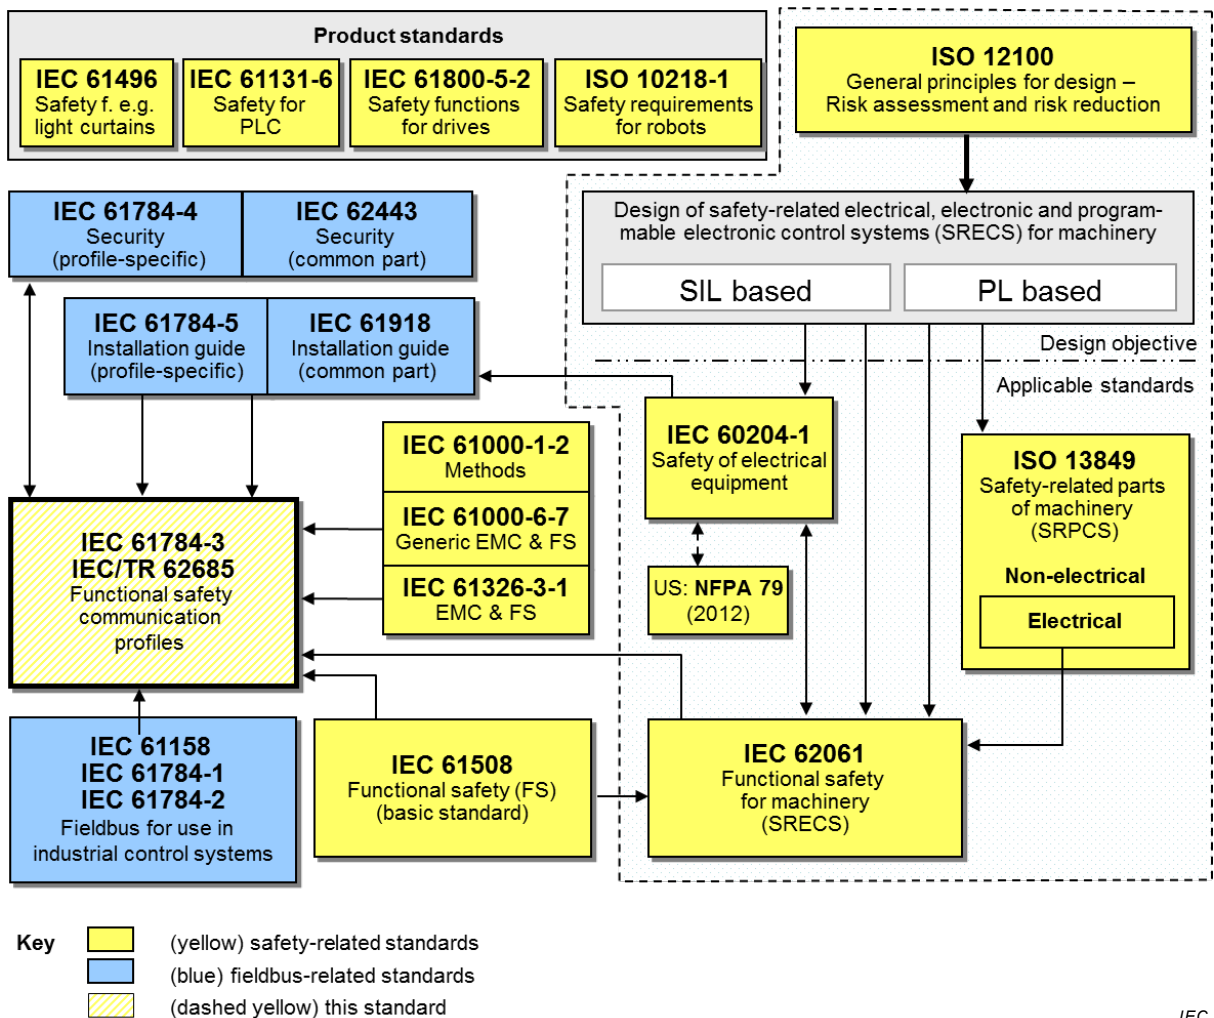 Product standards
IEC 61496
Safety f. e.g.
light curtains
IEC 61131-6
Safety for
PLC
IEC 61800-5-2
Safety functions
for drives
ISO 10218-1
Safety requirements
for robots
ISO 12100
General principles for design –
Risk assessment and risk reduction
IEC 61784-4
Security
(profile-specific)
IEC 62443
Security
(common part)
Design of safety-related electrical, electronic and program-
mable electronic control systems (SRECS) for machinery
SIL based
PL based
IEC 61784-5
Installation guide
(profile-specific)
IEC 61918
Installation guide
(common part)
Design objective
Applicable standards
IEC 60204-1
Safety of electrical
equipment
IEC 61000-1-2
Methods
IEC 61000-6-7
Generic EMC & FS
IEC 61326-3-1
EMC & FS
ISO 13849
Safety-related parts
of machinery
(SRPCS)
Non-electrical
Electrical
IEC 61784-3
IEC/TR 62685
Functional safety
communication
profiles
US: NFPA 79
(2012)
IEC 61158
IEC 61784-1
IEC 61784-2
Fieldbus for use in
industrial control systems
IEC 61508
Functional safety (FS)
(basic standard)
IEC 62061
Functional safety
for machinery
(SRECS)
Key
(yellow) safety-related standards
(blue) fieldbus-related standards
(dashed yellow) this standard
IEC